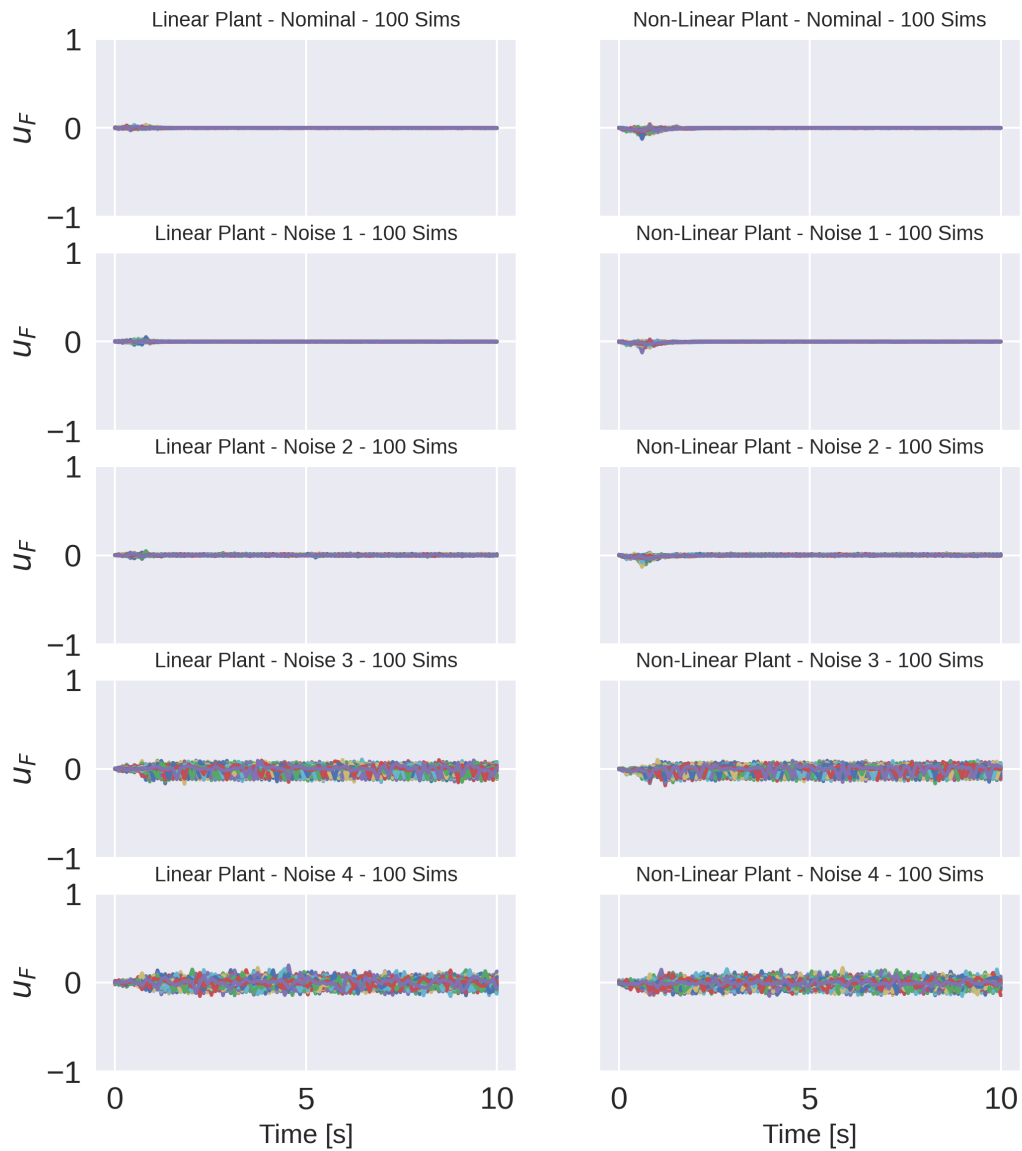 Linear Plant - Nominal - 100 Sims
Non-Linear Plant - Nominal - 100 Sims
1
u_F
0
−1
Linear Plant - Noise 1 - 100 Sims
Non-Linear Plant - Noise 1 - 100 Sims
1
u_F
0
−1
Linear Plant - Noise 2 - 100 Sims
Non-Linear Plant - Noise 2 - 100 Sims
1
u_F
0
−1
Linear Plant - Noise 3 - 100 Sims
Non-Linear Plant - Noise 3 - 100 Sims
1
u_F
0
−1
Linear Plant - Noise 4 - 100 Sims
Non-Linear Plant - Noise 4 - 100 Sims
1
u_F
0
−1
0 5 10
0 5 10
Time [s]
Time [s]